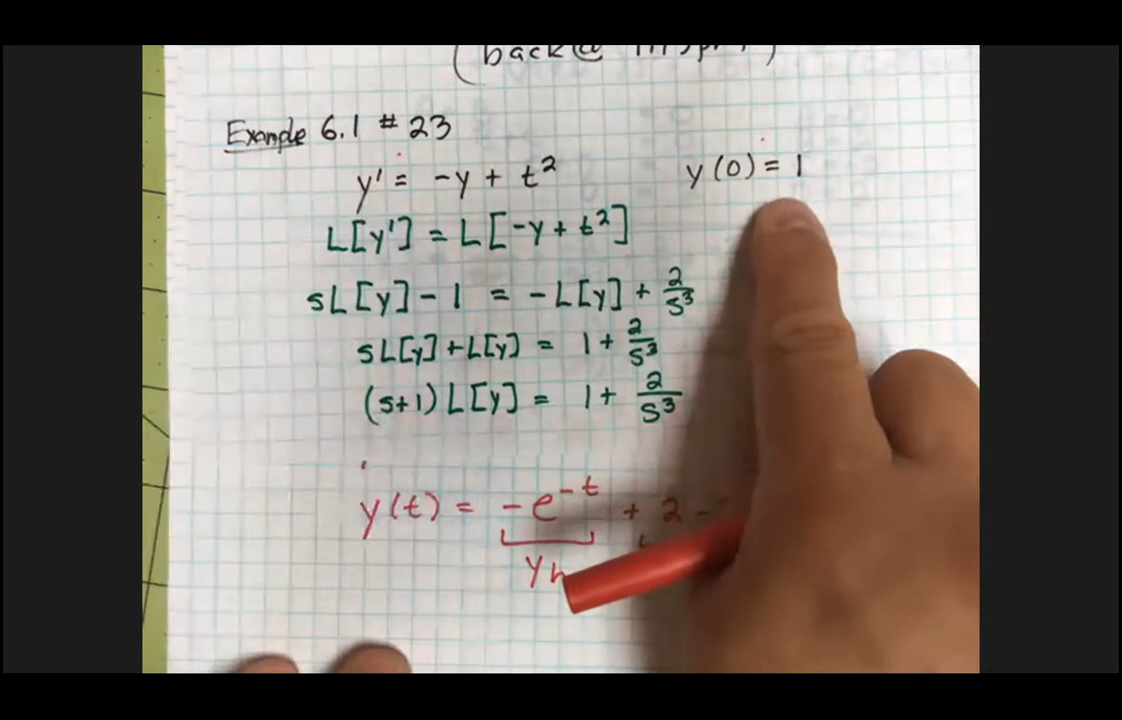 (back@
Example 6.1 # 23
y' = -y + t² y(0) = 1
L[y'] = L[-y + t²]
sL[y] - 1 = -L[y] + 2/s³
sL[y] + L[y] = 1 + 2/s³
(s+1) L[y] = 1 + 2/s³
y(t) = -e^-t + 2 -